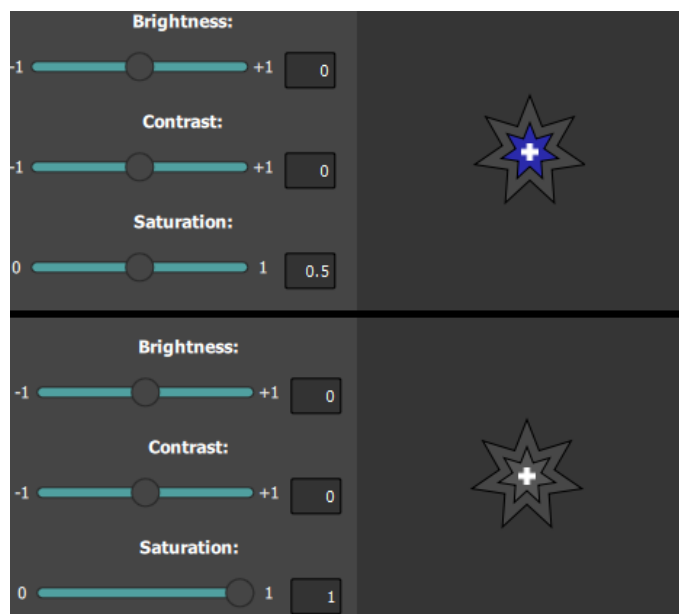 Brightness:
-1 +1 0
Contrast:
-1 +1 0
Saturation:
0 1 0.5
Brightness:
-1 +1 0
Contrast:
-1 +1 0
Saturation:
0 1 1